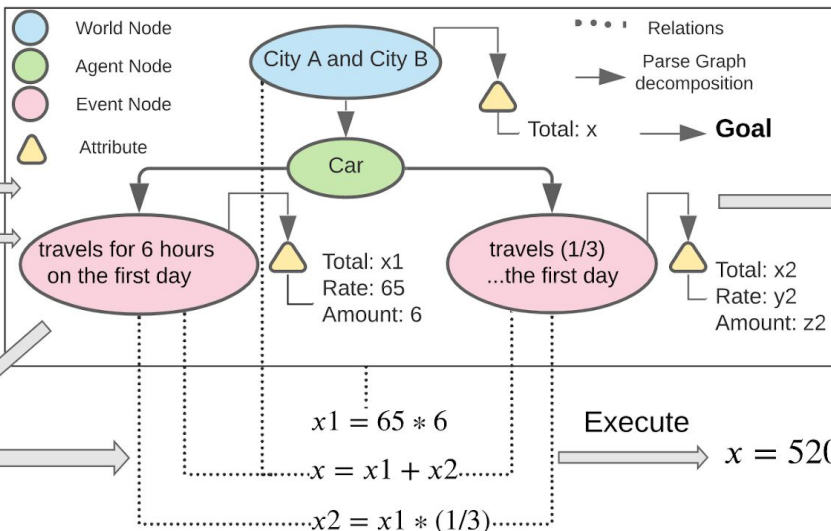 World Node
Agent Node
Event Node
Attribute
City A and City B
Relations
Parse Graph
decomposition
Total: x
Goal
Car
travels for 6 hours
on the first day
Total: x1
Rate: 65
Amount: 6
travels (1/3)
...the first day
Total: x2
Rate: y2
Amount: z2
x1 = 65 * 6
x = x1 + x2
x2 = x1 * (1/3)
Execute
x = 520